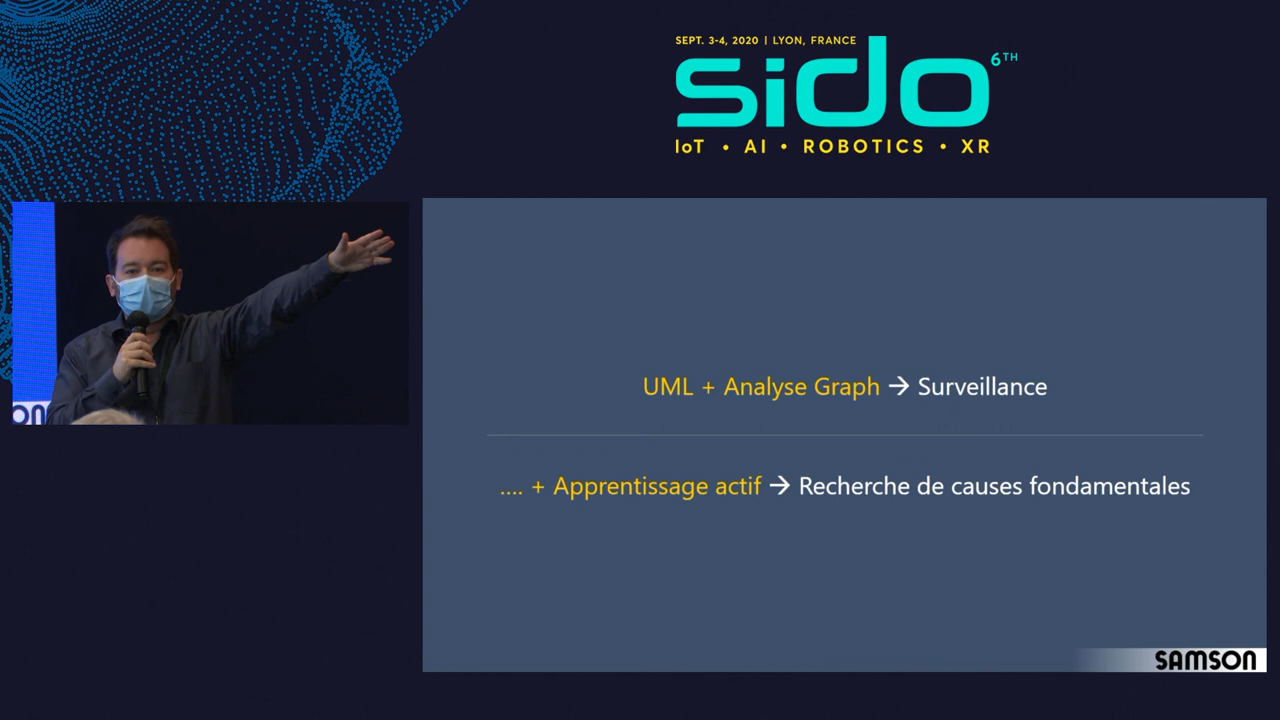 SEPT. 3-4, 2020 | LYON, FRANCE
sido 6TH
IoT • AI • ROBOTICS • XR
UML + Analyse Graph → Surveillance
.... + Apprentissage actif → Recherche de causes fondamentales
SAMSON